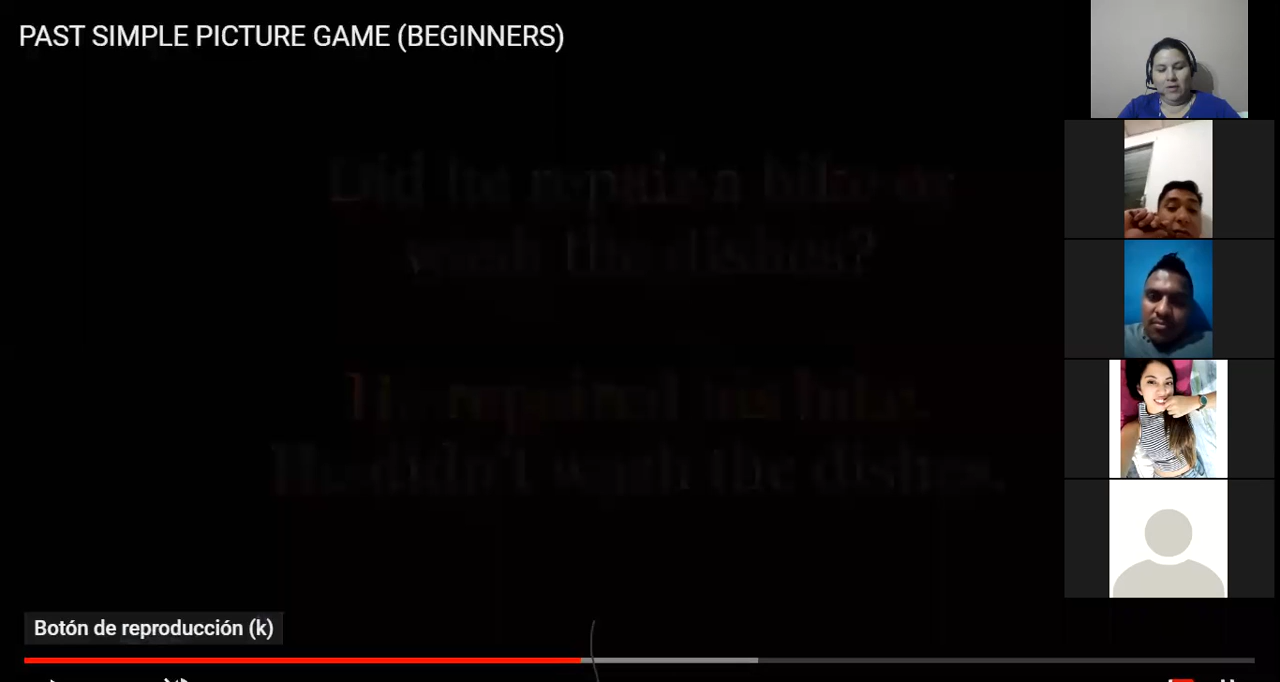 PAST SIMPLE PICTURE GAME (BEGINNERS)
Did he repair a bike or
wash the dishes?
He repaired his bike.
He didn't wash the dishes.
Botón de reproducción (k)